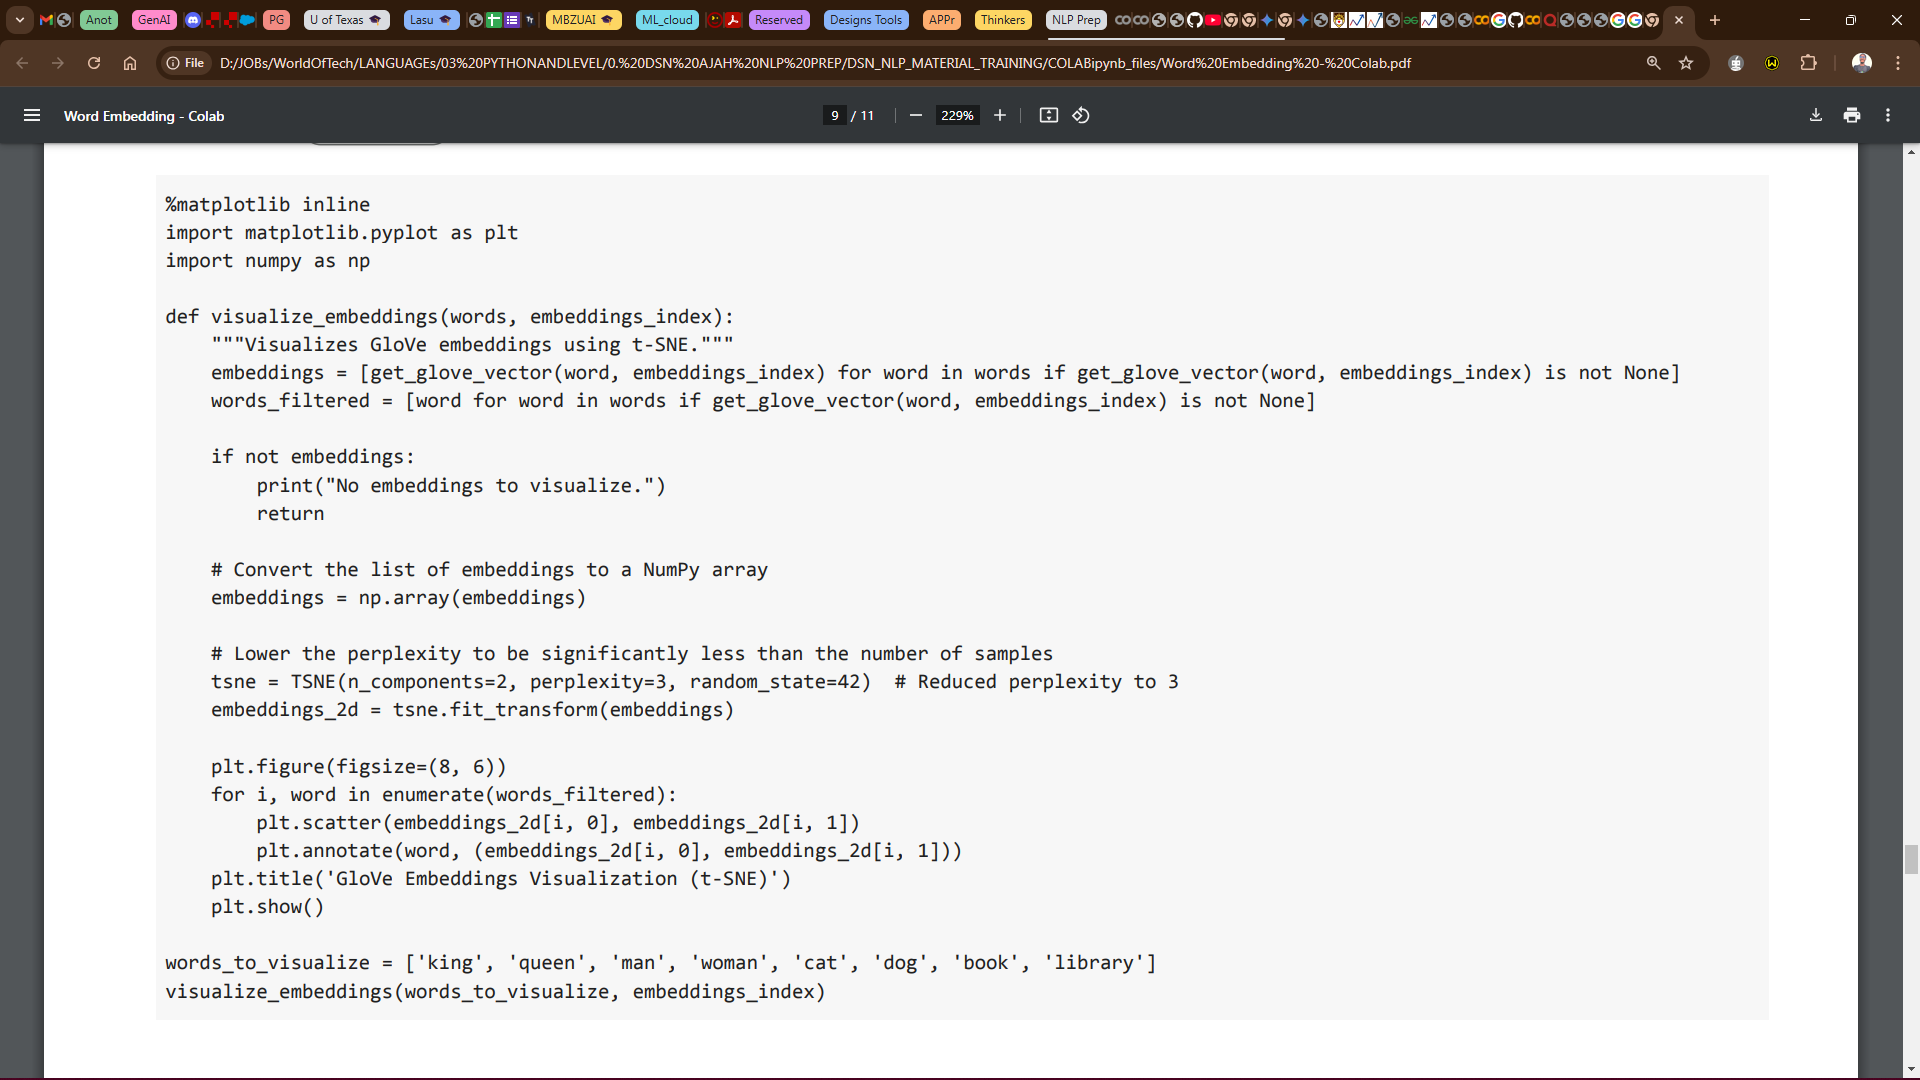 Anot
GenAI
PG
U of Texas 🎓
Lasu 🎓
MBZUAI 🎓
ML_cloud
Reserved
Designs Tools
APPr
Thinkers
NLP Prep
File
D:/JOBs/WorldOfTech/LANGUAGEs/03%20PYTHONANDLEVEL/0.%20DSN%20AJAH%20NLP%20PREP/DSN_NLP_MATERIAL_TRAINING/COLABipynb_files/Word%20Embedding%20-%20Colab.pdf
Word Embedding - Colab
9 / 11
229%
%matplotlib inline
import matplotlib.pyplot as plt
import numpy as np
def visualize_embeddings(words, embeddings_index):
    """Visualizes GloVe embeddings using t-SNE."""
    embeddings = [get_glove_vector(word, embeddings_index) for word in words if get_glove_vector(word, embeddings_index) is not None]
    words_filtered = [word for word in words if get_glove_vector(word, embeddings_index) is not None]
    if not embeddings:
        print("No embeddings to visualize.")
        return
    # Convert the list of embeddings to a NumPy array
    embeddings = np.array(embeddings)
    # Lower the perplexity to be significantly less than the number of samples
    tsne = TSNE(n_components=2, perplexity=3, random_state=42)  # Reduced perplexity to 3
    embeddings_2d = tsne.fit_transform(embeddings)
    plt.figure(figsize=(8, 6))
    for i, word in enumerate(words_filtered):
        plt.scatter(embeddings_2d[i, 0], embeddings_2d[i, 1])
        plt.annotate(word, (embeddings_2d[i, 0], embeddings_2d[i, 1]))
    plt.title('GloVe Embeddings Visualization (t-SNE)')
    plt.show()
words_to_visualize = ['king', 'queen', 'man', 'woman', 'cat', 'dog', 'book', 'library']
visualize_embeddings(words_to_visualize, embeddings_index)